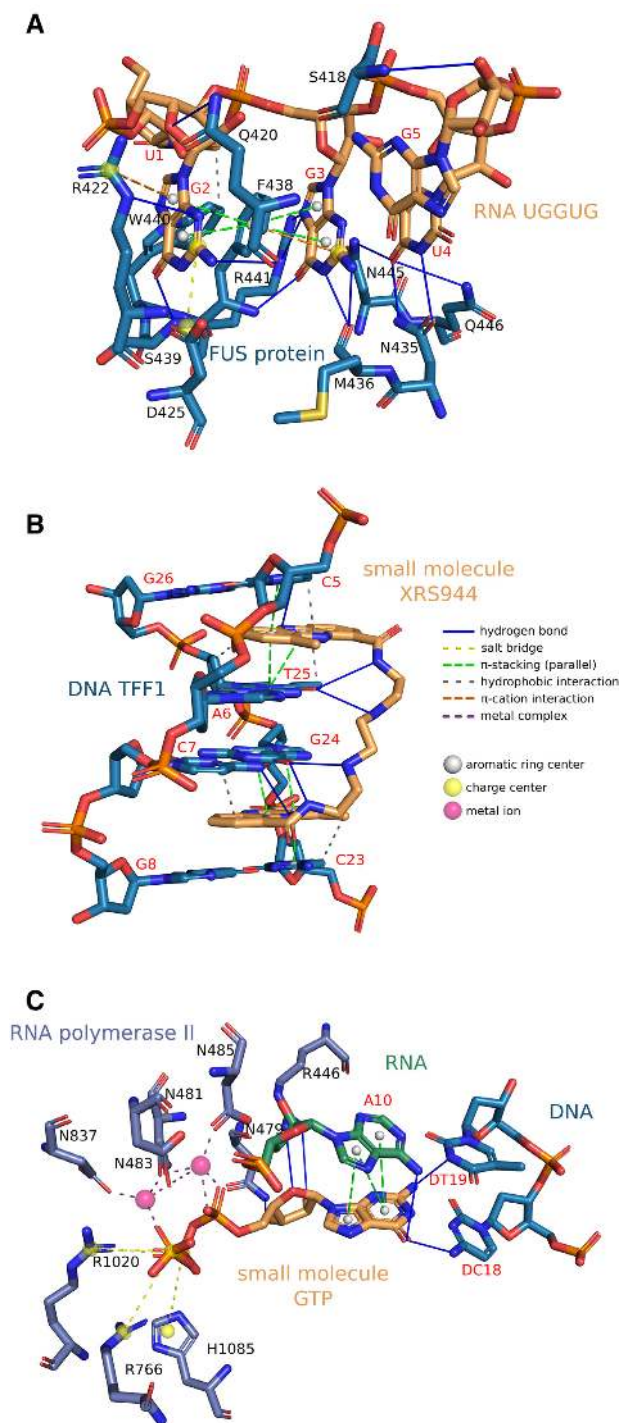 A
S418
Q420
U1
G3
G5
R422
G2
F438
RNA UGGUG
W440
U4
R441
N445
Q446
S439
FUS protein
N435
M436
D425
B
G26
C5
small molecule
XRS944
hydrogen bond
salt bridge
π-stacking (parallel)
hydrophobic interaction
π-cation interaction
metal complex
DNA TFF1
T25
A6
G24
C7
aromatic ring center
charge center
metal ion
G8
C23
C
RNA polymerase II
N485
R446
RNA
N481
A10
DNA
N837
N479
N483
DT19
R1020
small molecule
GTP
DC18
H1085
R766